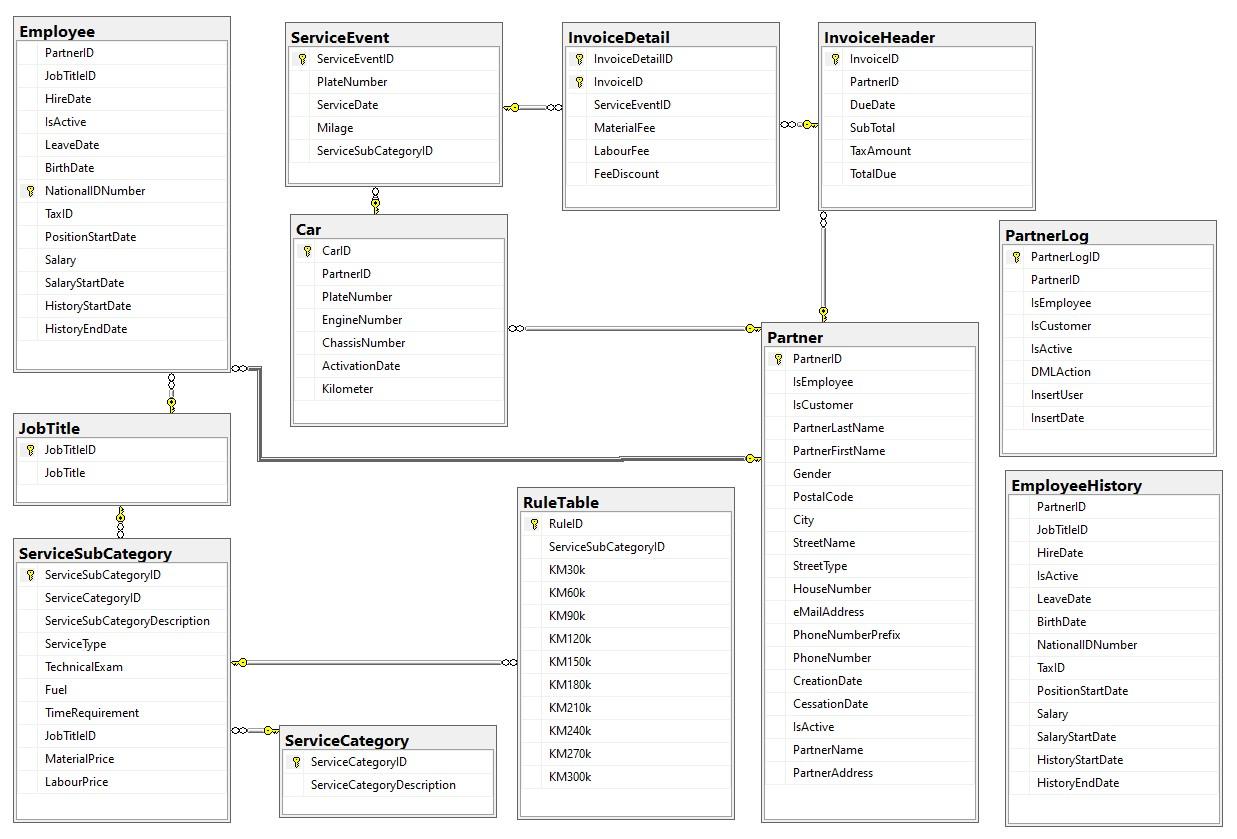 Employee
PartnerID
JobTitleID
HireDate
IsActive
LeaveDate
BirthDate
NationalIDNumber
TaxID
PositionStartDate
Salary
SalaryStartDate
HistoryStartDate
HistoryEndDate
ServiceEvent
ServiceEventID
PlateNumber
ServiceDate
Milage
ServiceSubCategoryID
InvoiceDetail
InvoiceDetailID
InvoiceID
ServiceEventID
MaterialFee
LabourFee
FeeDiscount
InvoiceHeader
InvoiceID
PartnerID
DueDate
SubTotal
TaxAmount
TotalDue
Car
CarID
PartnerID
PlateNumber
EngineNumber
ChassisNumber
ActivationDate
Kilometer
PartnerLog
PartnerLogID
PartnerID
IsEmployee
IsCustomer
IsActive
DMLAction
InsertUser
InsertDate
Partner
PartnerID
IsEmployee
IsCustomer
PartnerLastName
PartnerFirstName
Gender
PostalCode
City
StreetName
StreetType
HouseNumber
eMailAddress
PhoneNumberPrefix
PhoneNumber
CreationDate
CessationDate
IsActive
PartnerName
PartnerAddress
JobTitle
JobTitleID
JobTitle
EmployeeHistory
PartnerID
JobTitleID
HireDate
IsActive
LeaveDate
BirthDate
NationalIDNumber
TaxID
PositionStartDate
Salary
SalaryStartDate
HistoryStartDate
HistoryEndDate
RuleTable
RuleID
ServiceSubCategoryID
KM30k
KM60k
KM90k
KM120k
KM150k
KM180k
KM210k
KM240k
KM270k
KM300k
ServiceSubCategory
ServiceSubCategoryID
ServiceCategoryID
ServiceSubCategoryDescription
ServiceType
TechnicalExam
Fuel
TimeRequirement
JobTitleID
MaterialPrice
LabourPrice
ServiceCategory
ServiceCategoryID
ServiceCategoryDescription